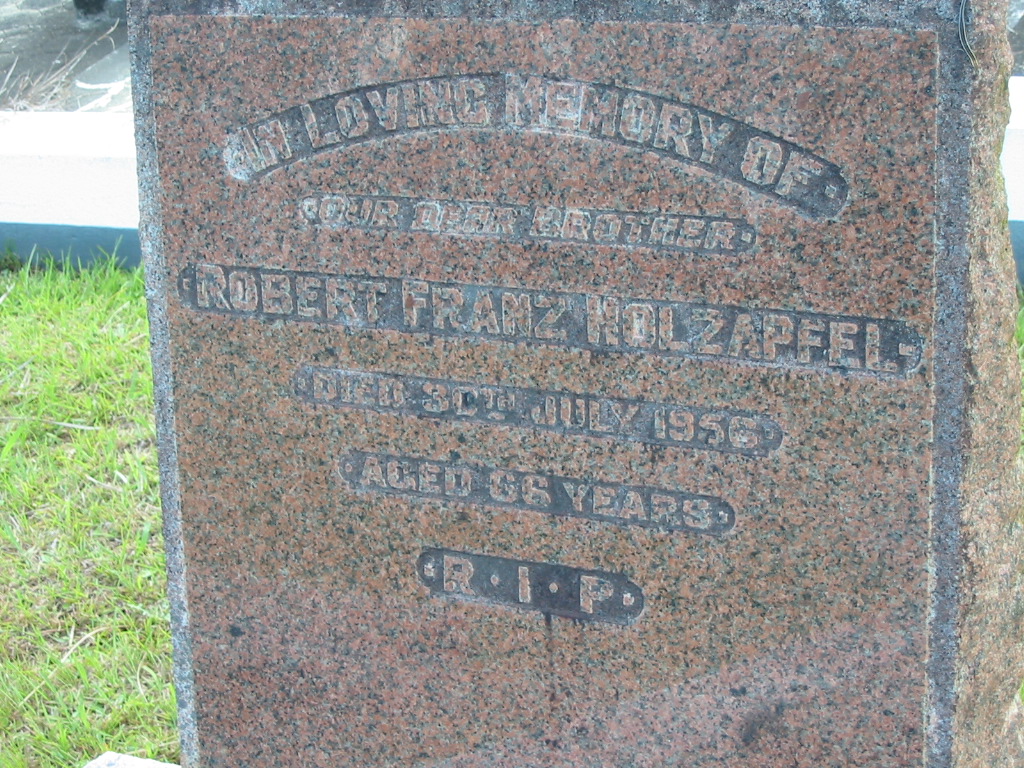 IN LOVING MEMORY OF
OUR DEAR BROTHER
ROBERT FRANZ HOLZAPFEL
DIED 30TH JULY 1956
AGED 66 YEARS
R·I·P